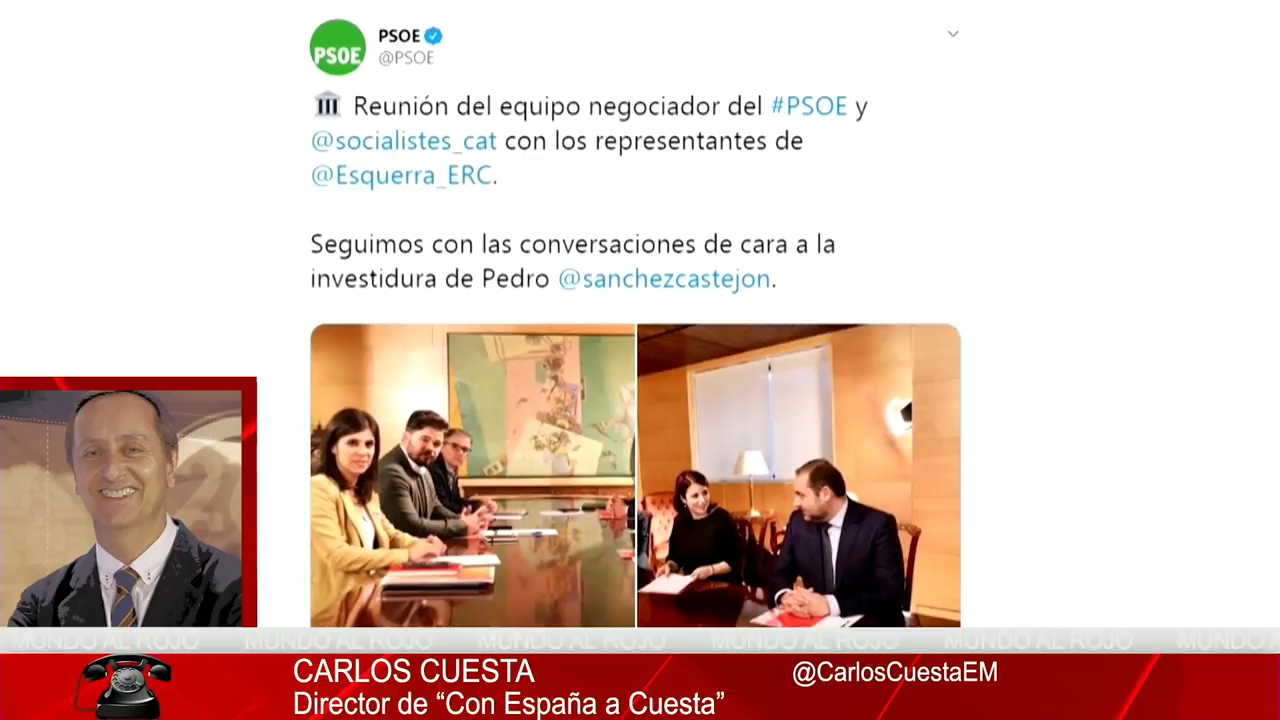 PSOE
PSOE
@PSOE
Reunión del equipo negociador del #PSOE y
@socialistes_cat con los representantes de
@Esquerra_ERC.
Seguimos con las conversaciones de cara a la
investidura de Pedro @sanchezcastejon.
MUNDO AL ROJO MUNDO AL ROJO MUNDO AL ROJO MUNDO AL ROJO MUNDO AL ROJO MUNDO A
CARLOS CUESTA
@CarlosCuestaEM
Director de “Con España a Cuesta”